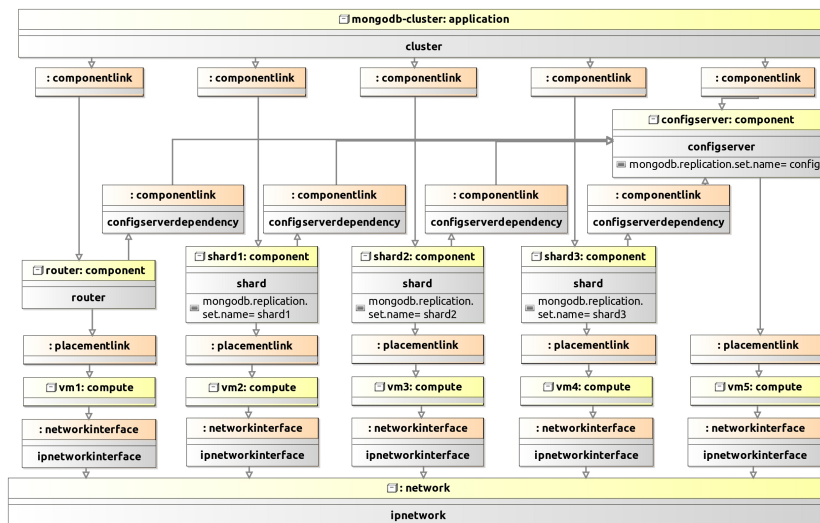 mongodb-cluster: application
cluster
: componentlink
: componentlink
: componentlink
: componentlink
: componentlink
configserver: component
configserver
mongodb.replication.set.name= config
: componentlink
configserverdependency
: componentlink
configserverdependency
: componentlink
configserverdependency
: componentlink
configserverdependency
router: component
router
shard1: component
shard
mongodb.replication.
set.name= shard1
shard2: component
shard
mongodb.replication.
set.name= shard2
shard3: component
shard
mongodb.replication.
set.name= shard3
: placementlink
: placementlink
: placementlink
: placementlink
: placementlink
vm1: compute
vm2: compute
vm3: compute
vm4: compute
vm5: compute
: networkinterface
ipnetworkinterface
: networkinterface
ipnetworkinterface
: networkinterface
ipnetworkinterface
: networkinterface
ipnetworkinterface
: networkinterface
ipnetworkinterface
: network
ipnetwork